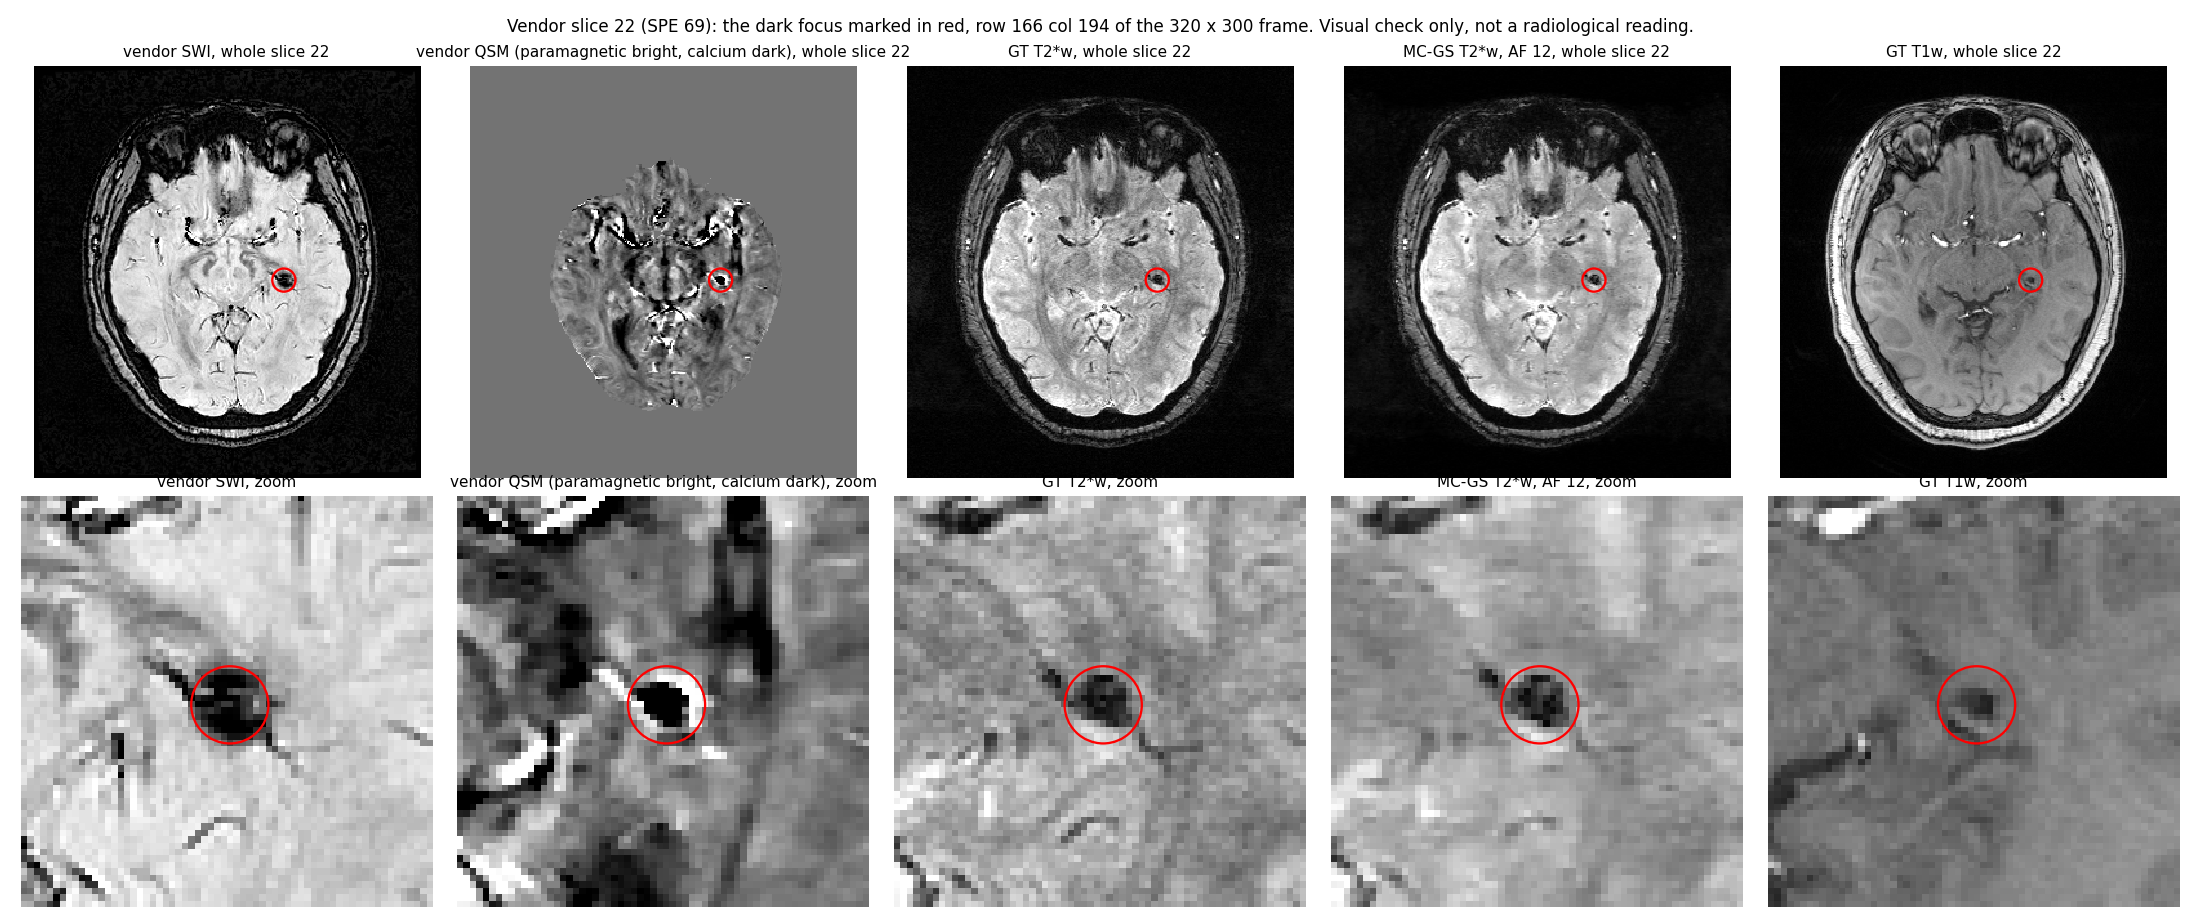 Vendor slice 22 (SPE 69): the dark focus marked in red, row 166 col 194 of the 320 x 300 frame. Visual check only, not a radiological reading.
vendor SWI, whole slice 22
vendor QSM (paramagnetic bright, calcium dark), whole slice 22
GT T2*w, whole slice 22
MC-GS T2*w, AF 12, whole slice 22
GT T1w, whole slice 22
vendor SWI, zoom
vendor QSM (paramagnetic bright, calcium dark), zoom
GT T2*w, zoom
MC-GS T2*w, AF 12, zoom
GT T1w, zoom